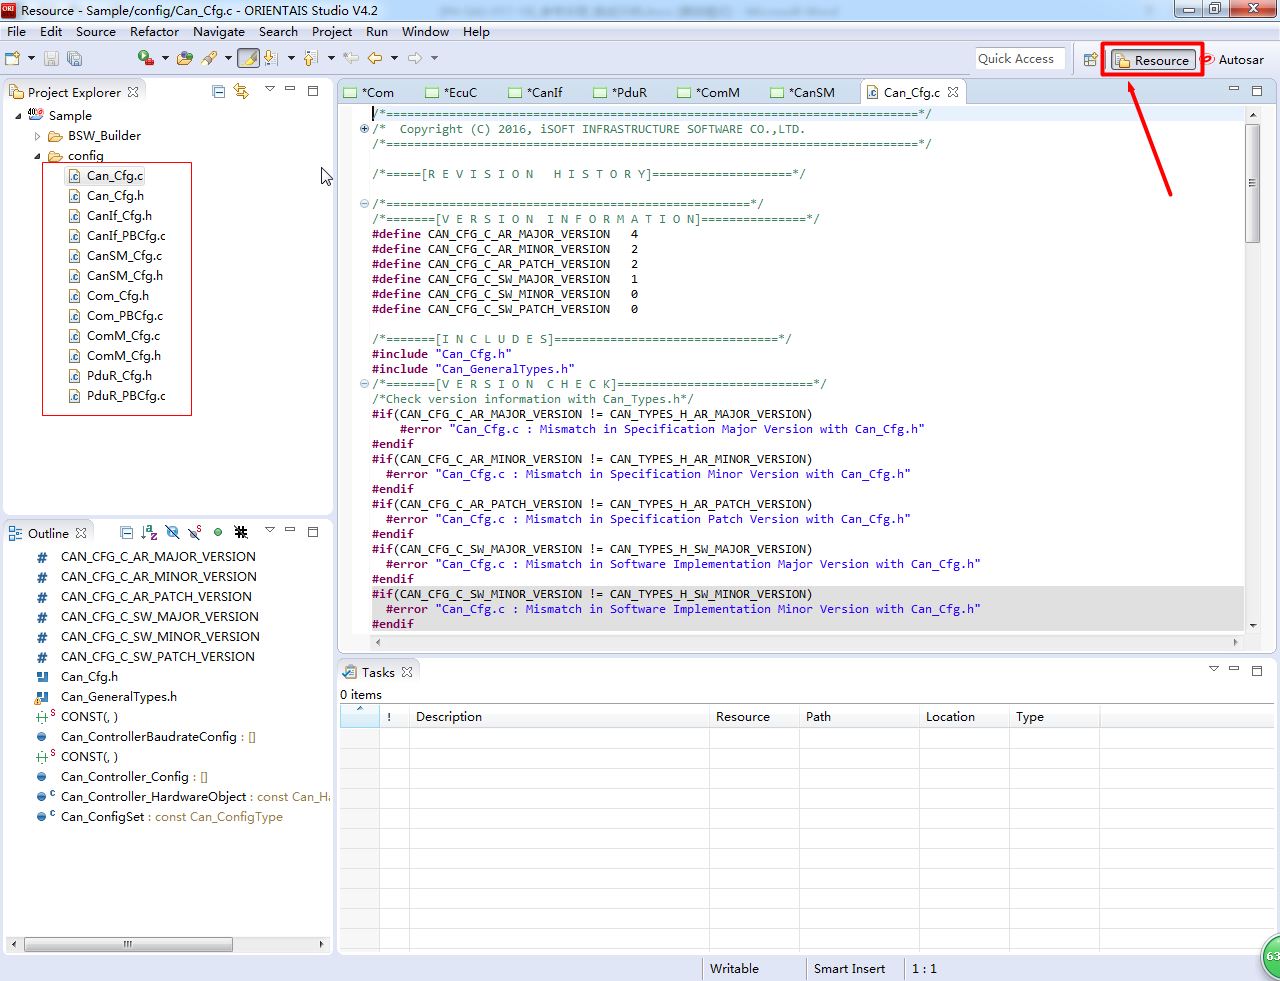 Resource - Sample/config/Can_Cfg.c - ORIENTAIS Studio V4.2
File Edit Source Refactor Navigate Search Project Run Window Help
Quick Access
Resource
Autosar
Project Explorer
Sample
BSW_Builder
config
Can_Cfg.c
Can_Cfg.h
CanIf_Cfg.h
CanIf_PBCfg.c
CanSM_Cfg.c
CanSM_Cfg.h
Com_Cfg.h
Com_PBCfg.c
ComM_Cfg.c
ComM_Cfg.h
PduR_Cfg.h
PduR_PBCfg.c
Outline
CAN_CFG_C_AR_MAJOR_VERSION
CAN_CFG_C_AR_MINOR_VERSION
CAN_CFG_C_AR_PATCH_VERSION
CAN_CFG_C_SW_MAJOR_VERSION
CAN_CFG_C_SW_MINOR_VERSION
CAN_CFG_C_SW_PATCH_VERSION
Can_Cfg.h
Can_GeneralTypes.h
CONST(, )
Can_ControllerBaudrateConfig : []
CONST(, )
Can_Controller_Config : []
Can_Controller_HardwareObject : const Can_Ha
Can_ConfigSet : const Can_ConfigType
*Com *EcuC *CanIf *PduR *ComM *CanSM Can_Cfg.c
/*============================================================================*/
/*  Copyright (C) 2016, iSOFT INFRASTRUCTURE SOFTWARE CO.,LTD.
/*============================================================================*/
/*=====[R E V I S I O N   H I S T O R Y]====================*/
/*====================================================*/
/*=======[V E R S I O N  I N F O R M A T I O N]===============*/
#define CAN_CFG_C_AR_MAJOR_VERSION   4
#define CAN_CFG_C_AR_MINOR_VERSION   2
#define CAN_CFG_C_AR_PATCH_VERSION   2
#define CAN_CFG_C_SW_MAJOR_VERSION   1
#define CAN_CFG_C_SW_MINOR_VERSION   0
#define CAN_CFG_C_SW_PATCH_VERSION   0
/*=======[I N C L U D E S]================================*/
#include "Can_Cfg.h"
#include "Can_GeneralTypes.h"
/*=======[V E R S I O N  C H E C K]============================*/
/*Check version information with Can_Types.h*/
#if(CAN_CFG_C_AR_MAJOR_VERSION != CAN_TYPES_H_AR_MAJOR_VERSION)
#error "Can_Cfg.c : Mismatch in Specification Major Version with Can_Cfg.h"
#endif
#if(CAN_CFG_C_AR_MINOR_VERSION != CAN_TYPES_H_AR_MINOR_VERSION)
#error "Can_Cfg.c : Mismatch in Specification Minor Version with Can_Cfg.h"
#endif
#if(CAN_CFG_C_AR_PATCH_VERSION != CAN_TYPES_H_AR_PATCH_VERSION)
#error "Can_Cfg.c : Mismatch in Specification Patch Version with Can_Cfg.h"
#endif
#if(CAN_CFG_C_SW_MAJOR_VERSION != CAN_TYPES_H_SW_MAJOR_VERSION)
#error "Can_Cfg.c : Mismatch in Software Implementation Major Version with Can_Cfg.h"
#endif
#if(CAN_CFG_C_SW_MINOR_VERSION != CAN_TYPES_H_SW_MINOR_VERSION)
#error "Can_Cfg.c : Mismatch in Software Implementation Minor Version with Can_Cfg.h"
#endif
Tasks
0 items
! Description Resource Path Location Type
Writable Smart Insert 1 : 1
63